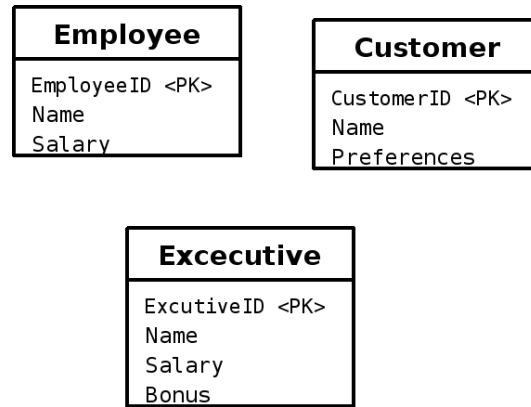 Employee
EmployeeID <PK>
Name
Salary
Customer
CustomerID <PK>
Name
Preferences
Excecutive
ExcutiveID <PK>
Name
Salary
Bonus